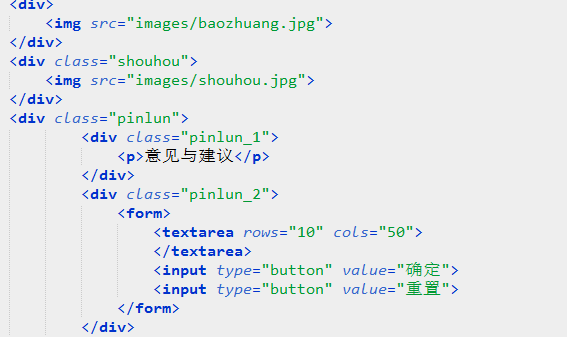 <div>
<img src="images/baozhuang.jpg">
</div>
<div class="shouhou">
<img src="images/shouhou.jpg">
</div>
<div class="pinlun">
<div class="pinlun_1">
<p>意见与建议</p>
</div>
<div class="pinlun_2">
<form>
<textarea rows="10" cols="50">
</textarea>
<input type="button" value="确定">
<input type="button" value="重置">
</form>
</div>